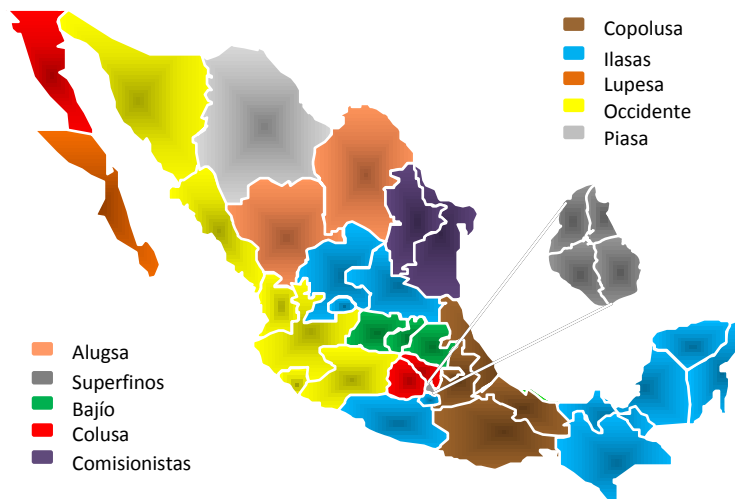 Copolusa
Ilasas
Lupesa
Occidente
Piasa
Alugsa
Superfinos
Bajío
Colusa
Comisionistas